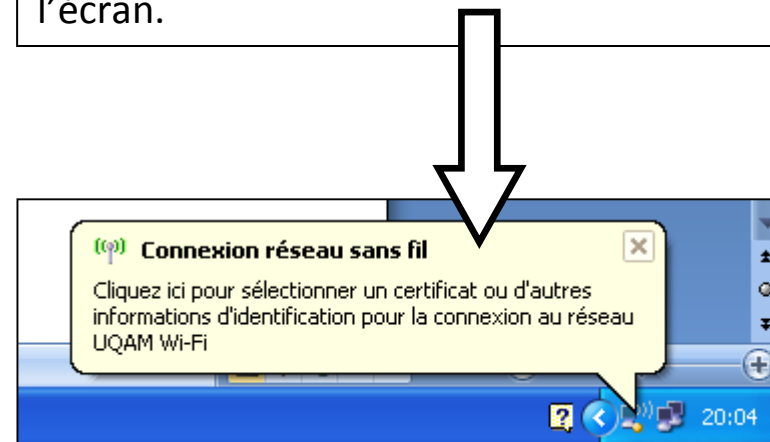 l'écran.
Connexion réseau sans fil
Cliquez ici pour sélectionner un certificat ou d'autres
informations d'identification pour la connexion au réseau
UQAM Wi-Fi
20:04